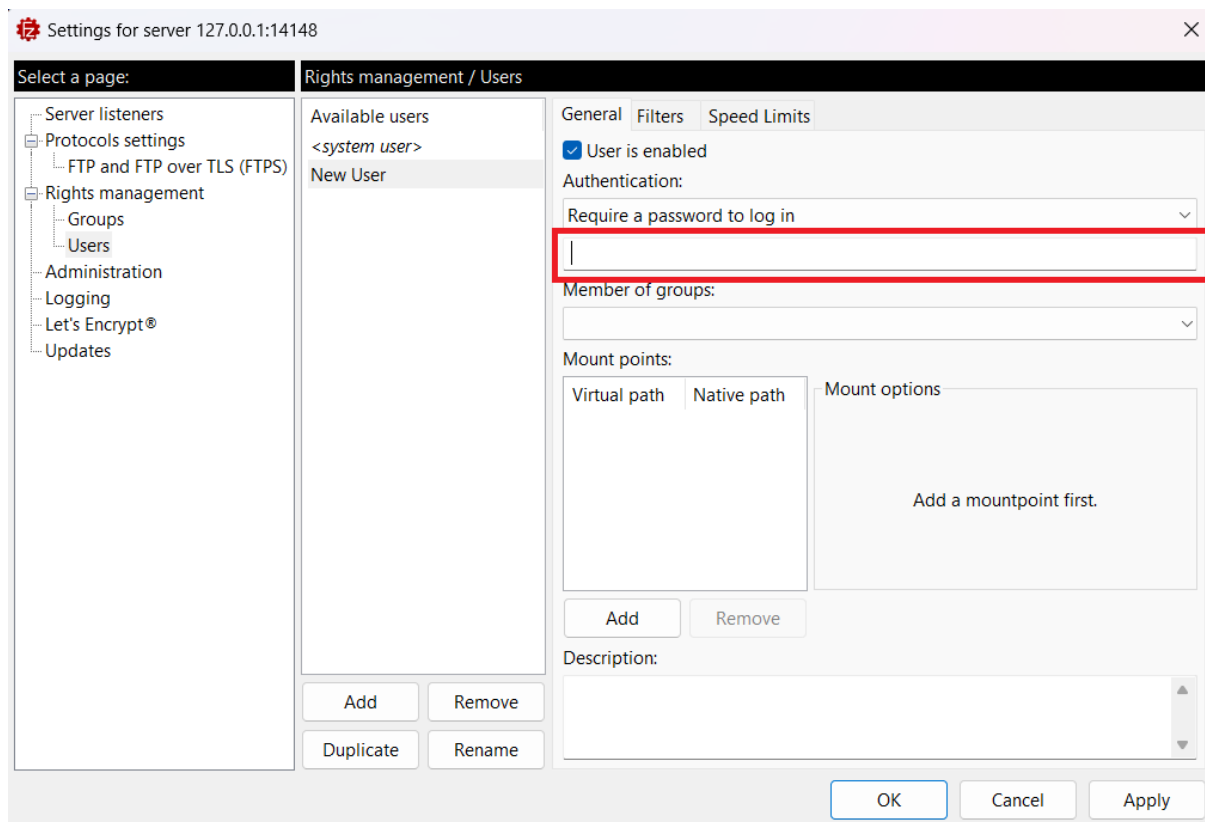 Settings for server 127.0.0.1:14148
Select a page:
Server listeners
Protocols settings
FTP and FTP over TLS (FTPS)
Rights management
Groups
Users
Administration
Logging
Let's Encrypt®
Updates
Rights management / Users
Available users
<system user>
New User
Add
Remove
Duplicate
Rename
General Filters Speed Limits
User is enabled
Authentication:
Require a password to log in
Member of groups:
Mount points:
Virtual path Native path
Mount options
Add a mountpoint first.
Add Remove
Description:
OK Cancel Apply